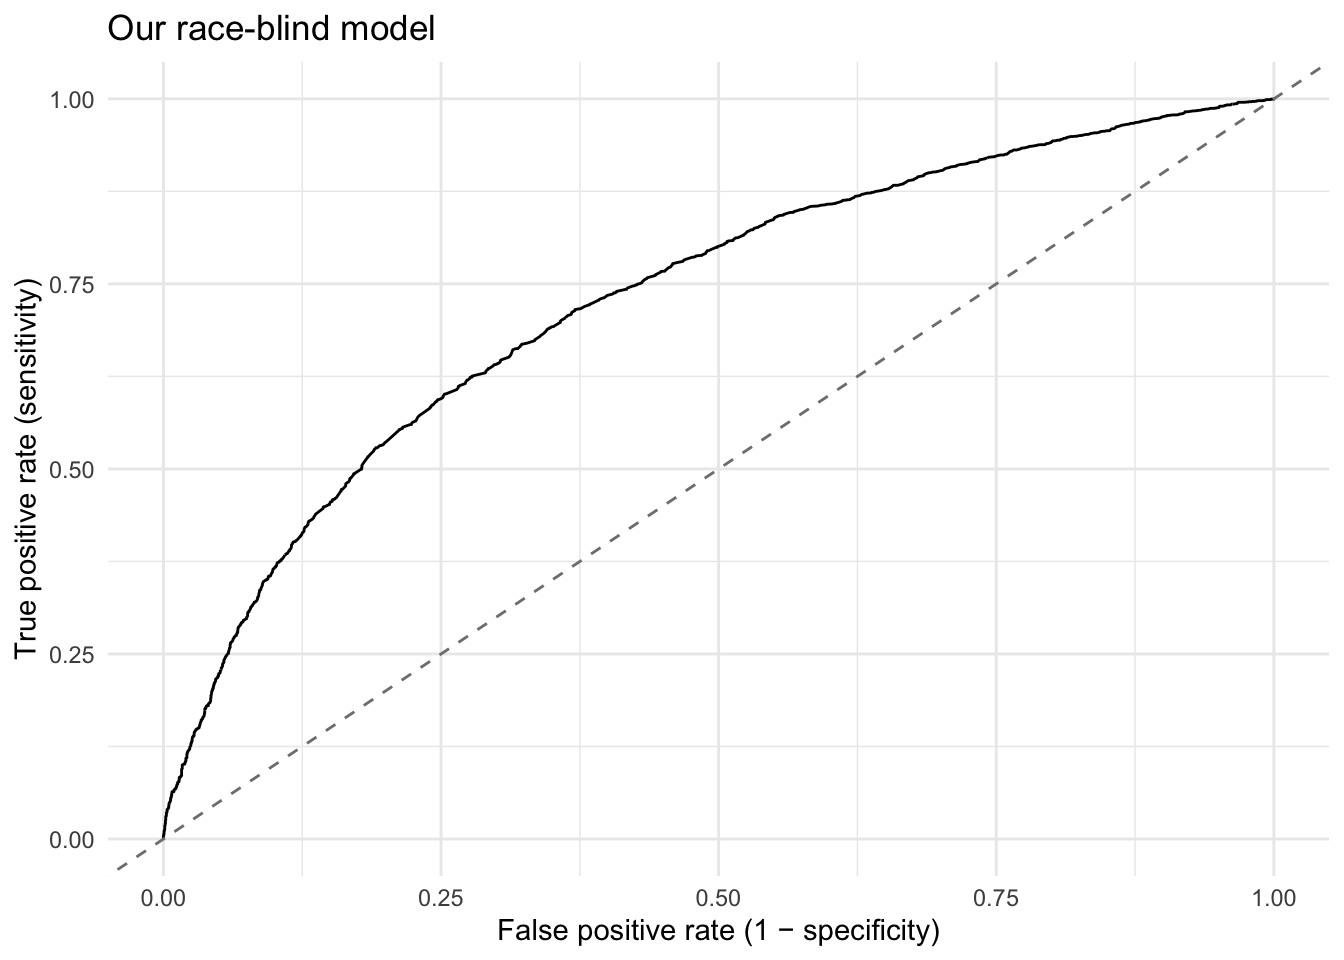 Our race-blind model
True positive rate (sensitivity)
1.00
0.75
0.50
0.25
0.00
0.00 0.25 0.50 0.75 1.00
False positive rate (1 − specificity)